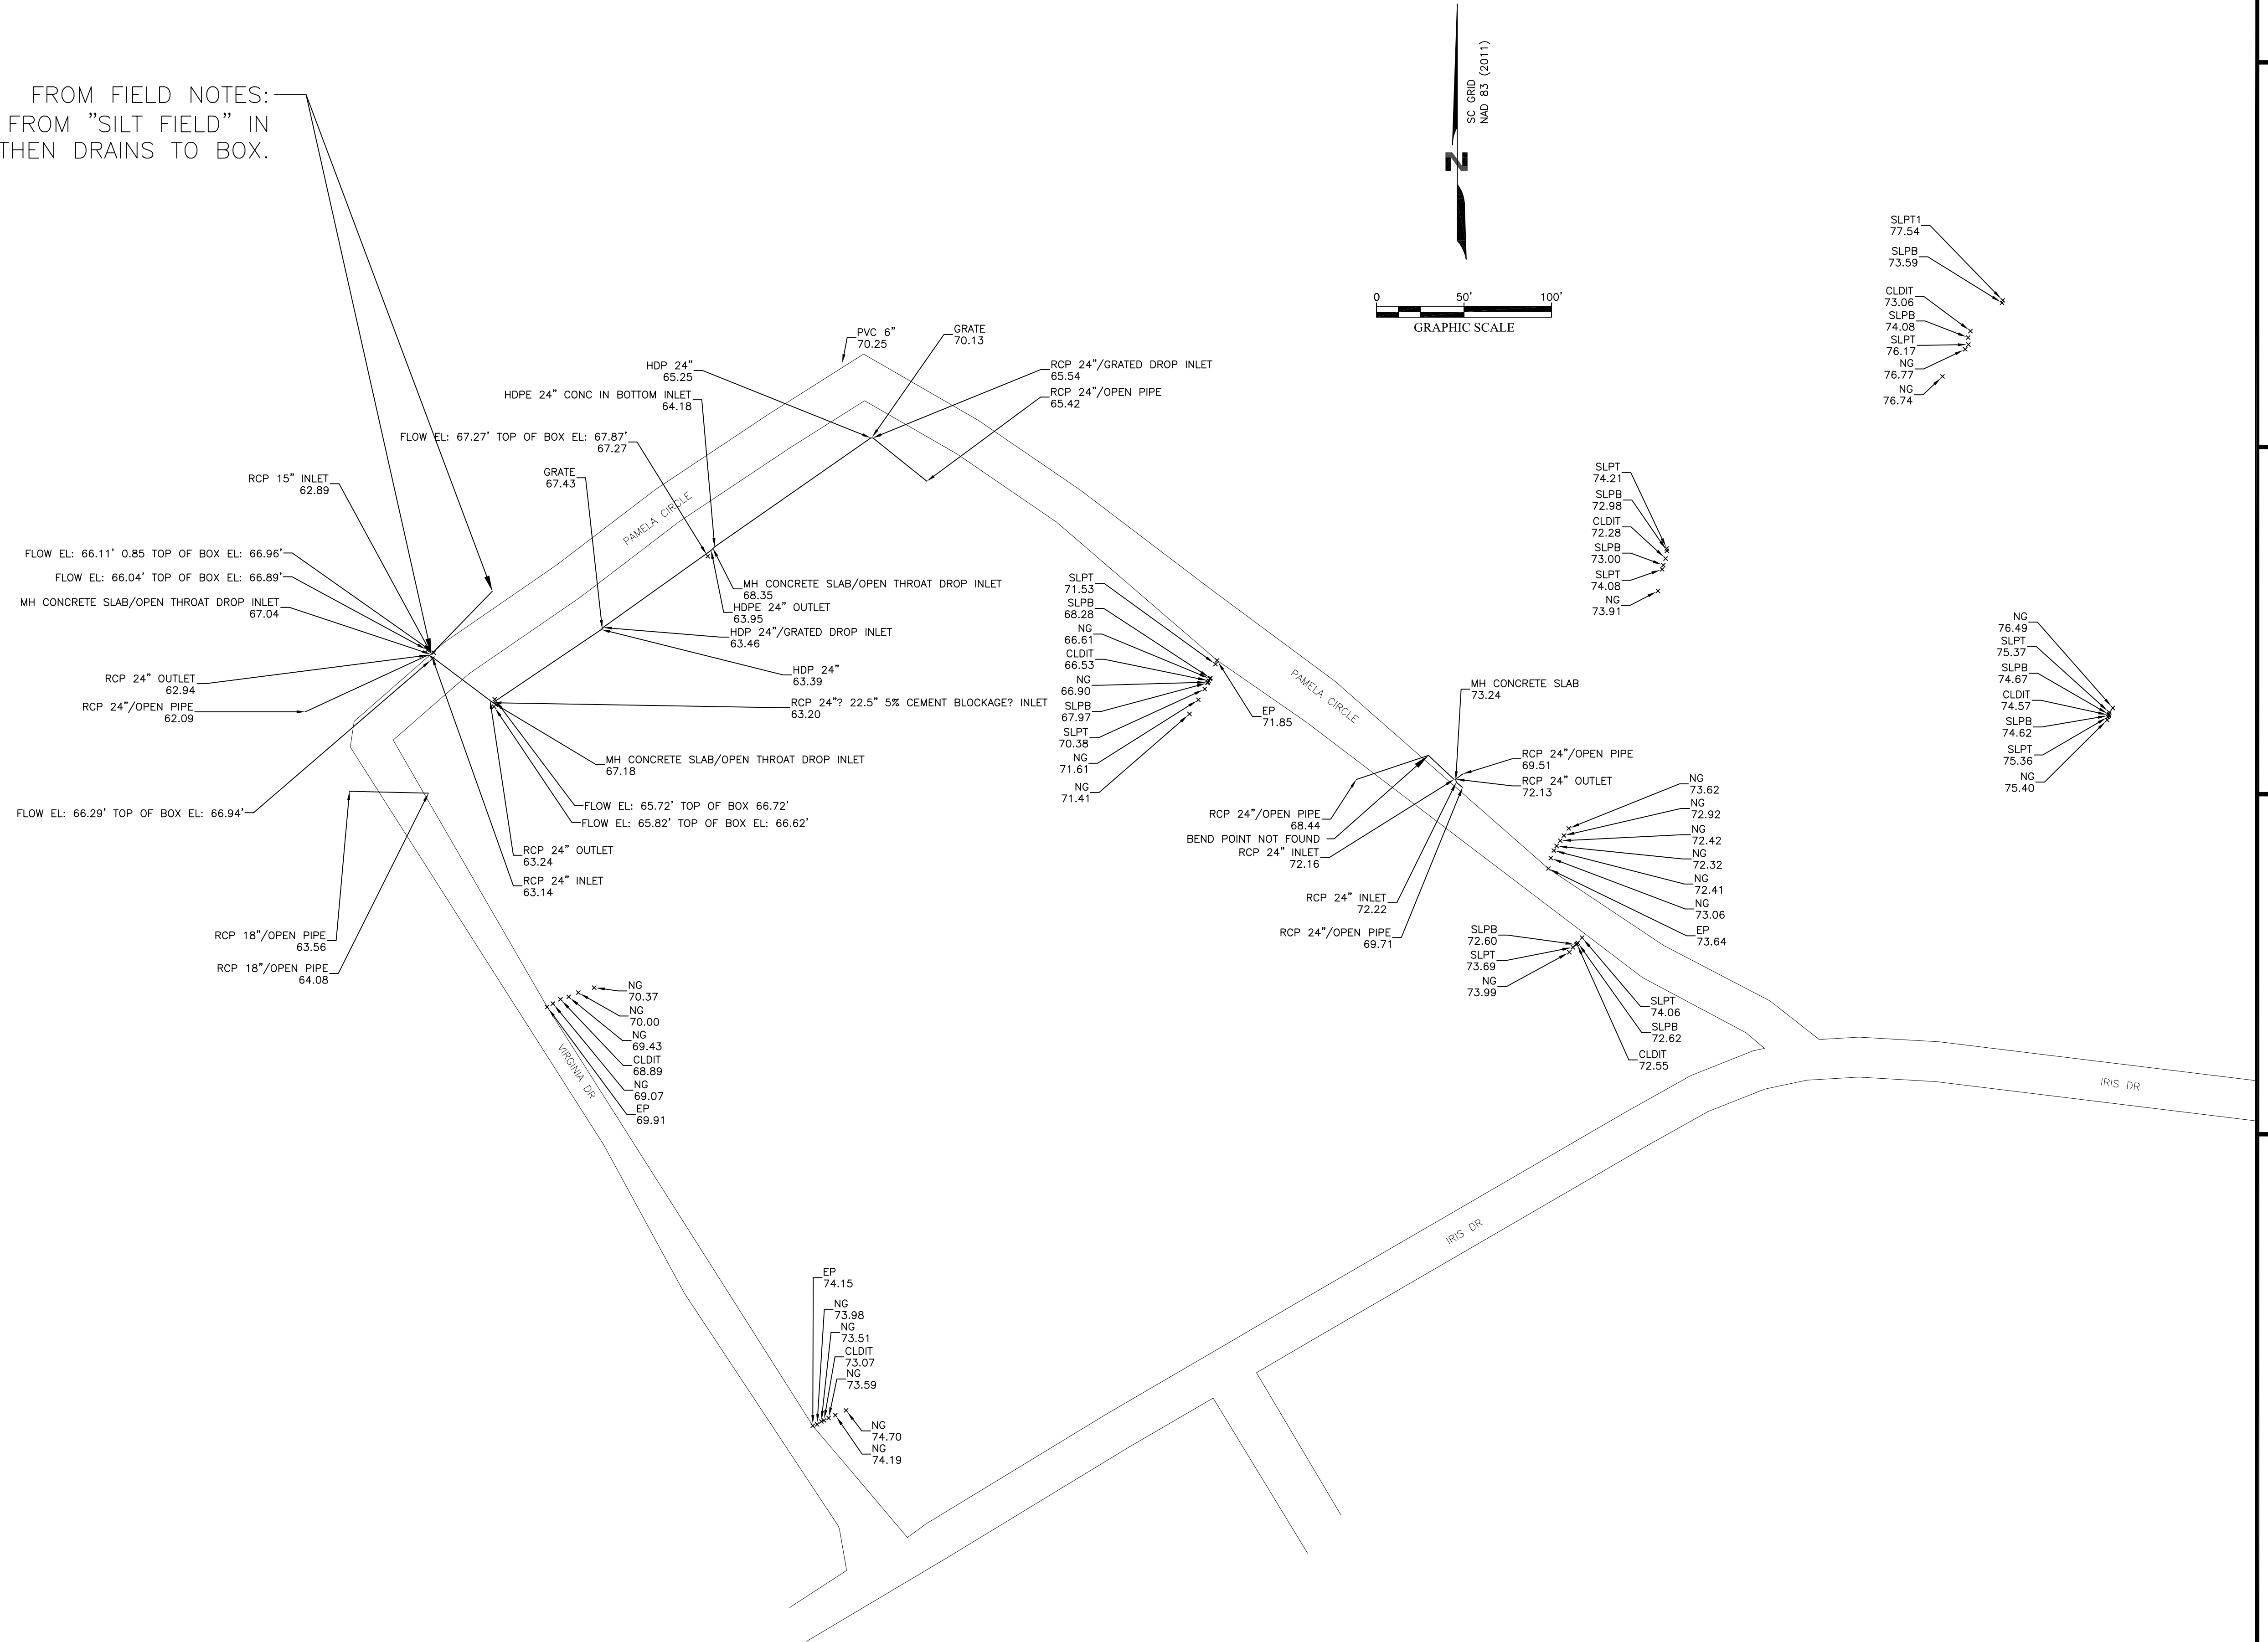 FROM FIELD NOTES:
FROM "SILT FIELD" IN
THEN DRAINS TO BOX.
SC GRID
NAD 83 (2011)
N
0 50' 100'
GRAPHIC SCALE
SLPT1
77.54
SLPB
73.59
CLDIT
73.06
SLPB
74.08
SLPT
76.17
NG
76.77
NG
76.74
PVC 6"
70.25
GRATE
70.13
HDP 24"
65.25
RCP 24"/GRATED DROP INLET
65.54
HDPE 24" CONC IN BOTTOM INLET
64.18
RCP 24"/OPEN PIPE
65.42
FLOW EL: 67.27' TOP OF BOX EL: 67.87'
67.27
GRATE
67.43
RCP 15" INLET
62.89
PAMELA CIRCLE
FLOW EL: 66.11' 0.85 TOP OF BOX EL: 66.96'
FLOW EL: 66.04' TOP OF BOX EL: 66.89'
MH CONCRETE SLAB/OPEN THROAT DROP INLET
67.04
RCP 24" OUTLET
62.94
RCP 24"/OPEN PIPE
62.09
FLOW EL: 66.29' TOP OF BOX EL: 66.94'
MH CONCRETE SLAB/OPEN THROAT DROP INLET
68.35
HDPE 24" OUTLET
63.95
HDP 24"/GRATED DROP INLET
63.46
HDP 24"
63.39
RCP 24"? 22.5" 5% CEMENT BLOCKAGE? INLET
63.20
MH CONCRETE SLAB/OPEN THROAT DROP INLET
67.18
FLOW EL: 65.72' TOP OF BOX 66.72'
FLOW EL: 65.82' TOP OF BOX EL: 66.62'
RCP 24" OUTLET
63.24
RCP 24" INLET
63.14
RCP 18"/OPEN PIPE
63.56
RCP 18"/OPEN PIPE
64.08
SLPT
71.53
SLPB
68.28
NG
66.61
CLDIT
66.53
NG
66.90
SLPB
67.97
SLPT
70.38
NG
71.61
NG
71.41
EP
71.85
PAMELA CIRCLE
SLPT
74.21
SLPB
72.98
CLDIT
72.28
SLPB
73.00
SLPT
74.08
NG
73.91
NG
76.49
SLPT
75.37
SLPB
74.67
CLDIT
74.57
SLPB
74.62
SLPT
75.36
NG
75.40
MH CONCRETE SLAB
73.24
RCP 24"/OPEN PIPE
69.51
RCP 24" OUTLET
72.13
RCP 24"/OPEN PIPE
68.44
BEND POINT NOT FOUND
RCP 24" INLET
72.16
RCP 24" INLET
72.22
RCP 24"/OPEN PIPE
69.71
NG
73.62
NG
72.92
NG
72.42
NG
72.32
NG
72.41
NG
73.06
EP
73.64
SLPB
72.60
SLPT
73.69
NG
73.99
SLPT
74.06
SLPB
72.62
CLDIT
72.55
NG
70.37
NG
70.00
NG
69.43
CLDIT
68.89
NG
69.07
EP
69.91
VIRGINIA DR
IRIS DR
IRIS DR
EP
74.15
NG
73.98
NG
73.51
CLDIT
73.07
NG
73.59
NG
74.70
NG
74.19